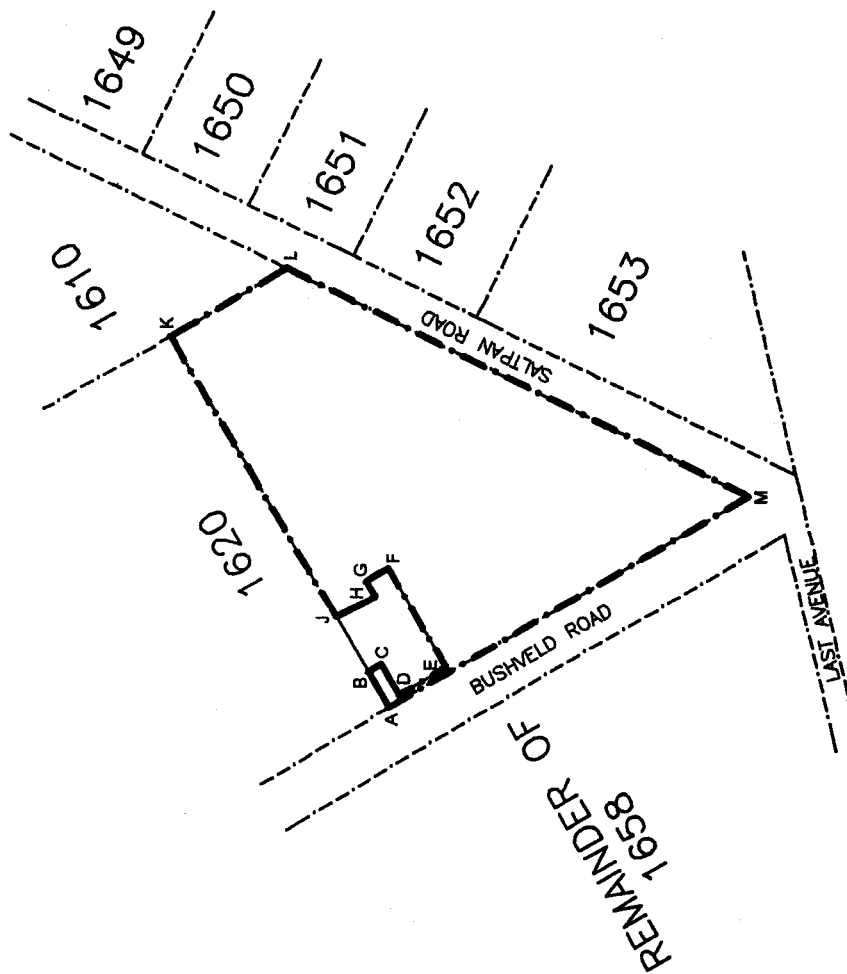 1649
1650
1651
1652
1653
1610
K
L
SALTPAN ROAD
1620
J
H
G
F
B
C
A
D
E
BUSHVELD ROAD
M
LAST AVENUE
REMAINDER OF
1658